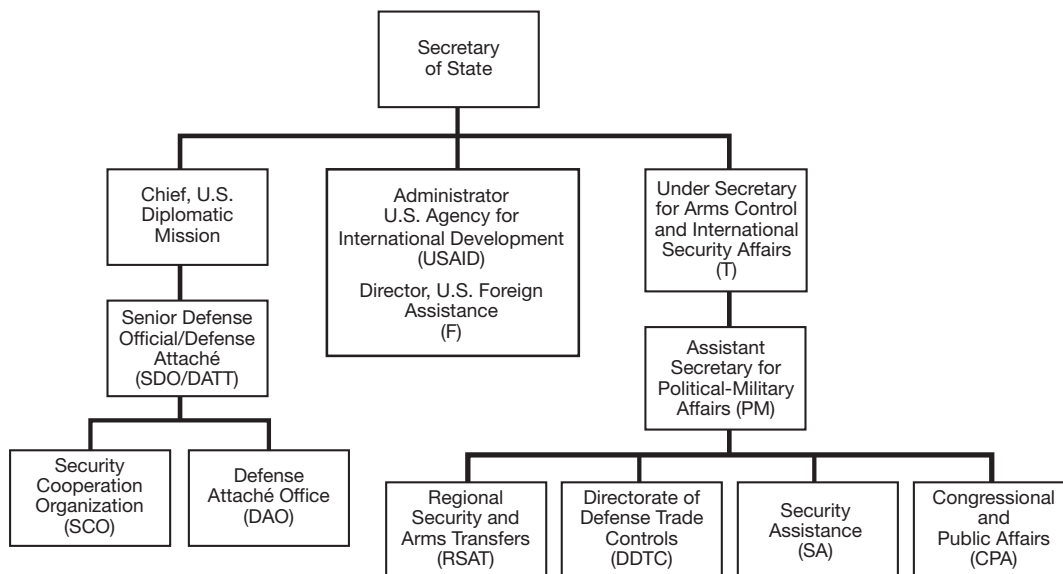 Secretary
of State
Chief, U.S.
Diplomatic
Mission
Administrator
U.S. Agency for
International Development
(USAID)
Director, U.S. Foreign
Assistance
(F)
Under Secretary
for Arms Control
and International
Security Affairs
(T)
Senior Defense
Official/Defense
Attaché
(SDO/DATT)
Assistant
Secretary for
Political-Military
Affairs (PM)
Security
Cooperation
Organization
(SCO)
Defense
Attaché Office
(DAO)
Regional
Security and
Arms Transfers
(RSAT)
Directorate of
Defense Trade
Controls
(DDTC)
Security
Assistance
(SA)
Congressional
and
Public Affairs
(CPA)